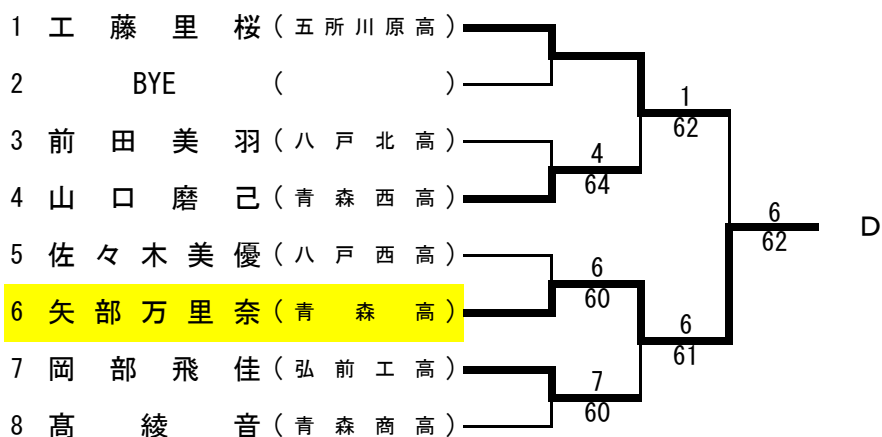 1 工藤里桜(五所川原高)
2 BYE ( )
3 前田美羽(八戸北高)
4 山口磨己(青森西高)
5 佐々木美優(八戸西高)
6 矢部万里奈(青森高)
7 岡部飛佳(弘前工高)
8 髙綾音(青森商高)
4
64
6
60
7
60
1
62
6
61
6
62
D